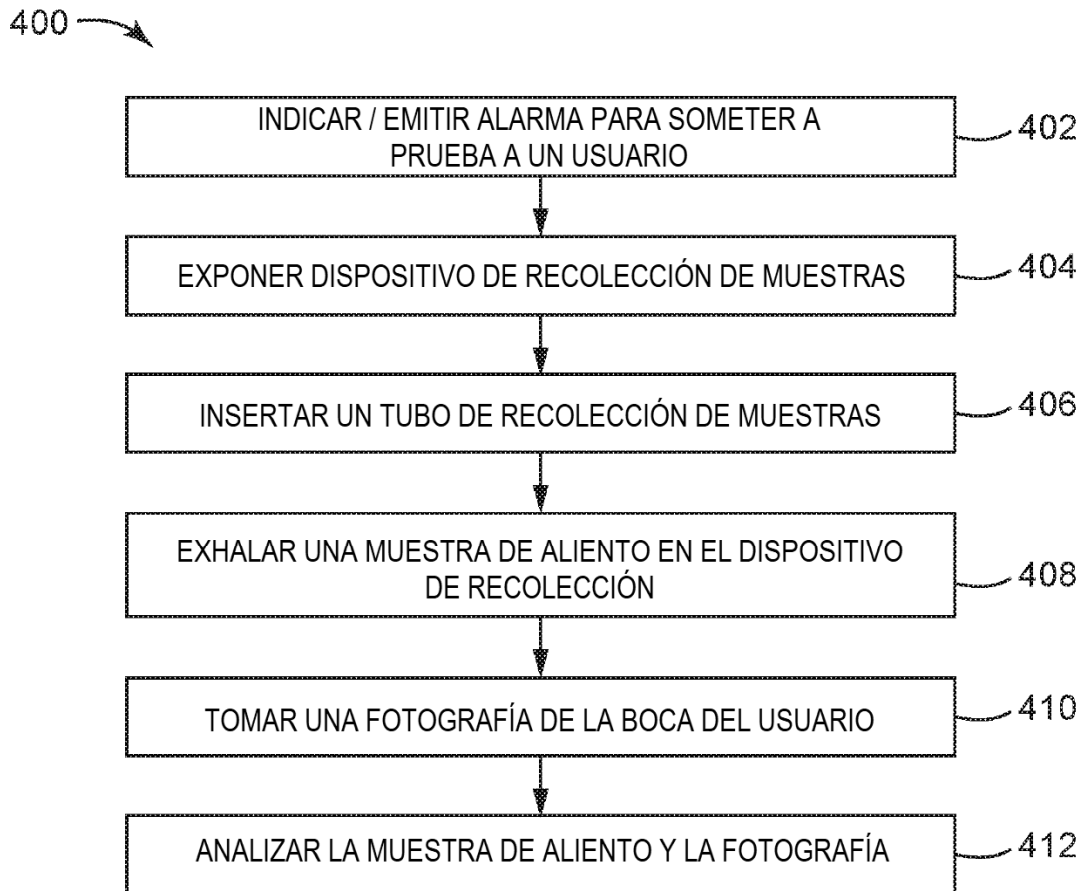 400
INDICAR / EMITIR ALARMA PARA SOMETER A
PRUEBA A UN USUARIO
402
EXPONER DISPOSITIVO DE RECOLECCIÓN DE MUESTRAS
404
INSERTAR UN TUBO DE RECOLECCIÓN DE MUESTRAS
406
EXHALAR UNA MUESTRA DE ALIENTO EN EL DISPOSITIVO
DE RECOLECCIÓN
408
TOMAR UNA FOTOGRAFÍA DE LA BOCA DEL USUARIO
410
ANALIZAR LA MUESTRA DE ALIENTO Y LA FOTOGRAFÍA
412